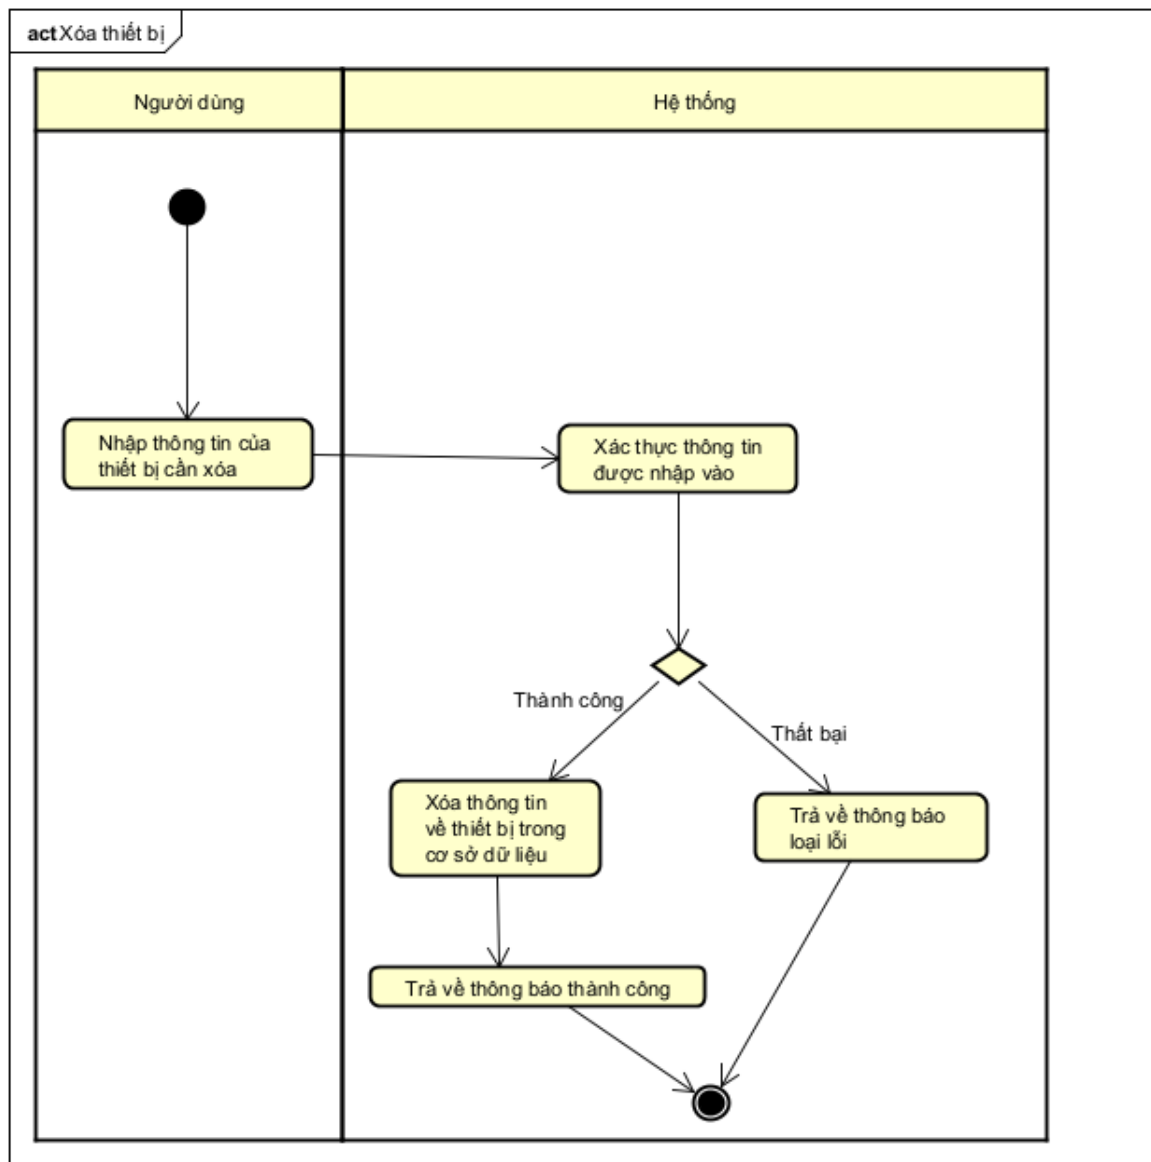 act Xóa thiết bị
Người dùng
Hệ thống
Nhập thông tin của
thiết bị cần xóa
Xác thực thông tin
được nhập vào
Thành công
Thất bại
Xóa thông tin
về thiết bị trong
cơ sở dữ liệu
Trả về thông báo
loại lỗi
Trả về thông báo thành công